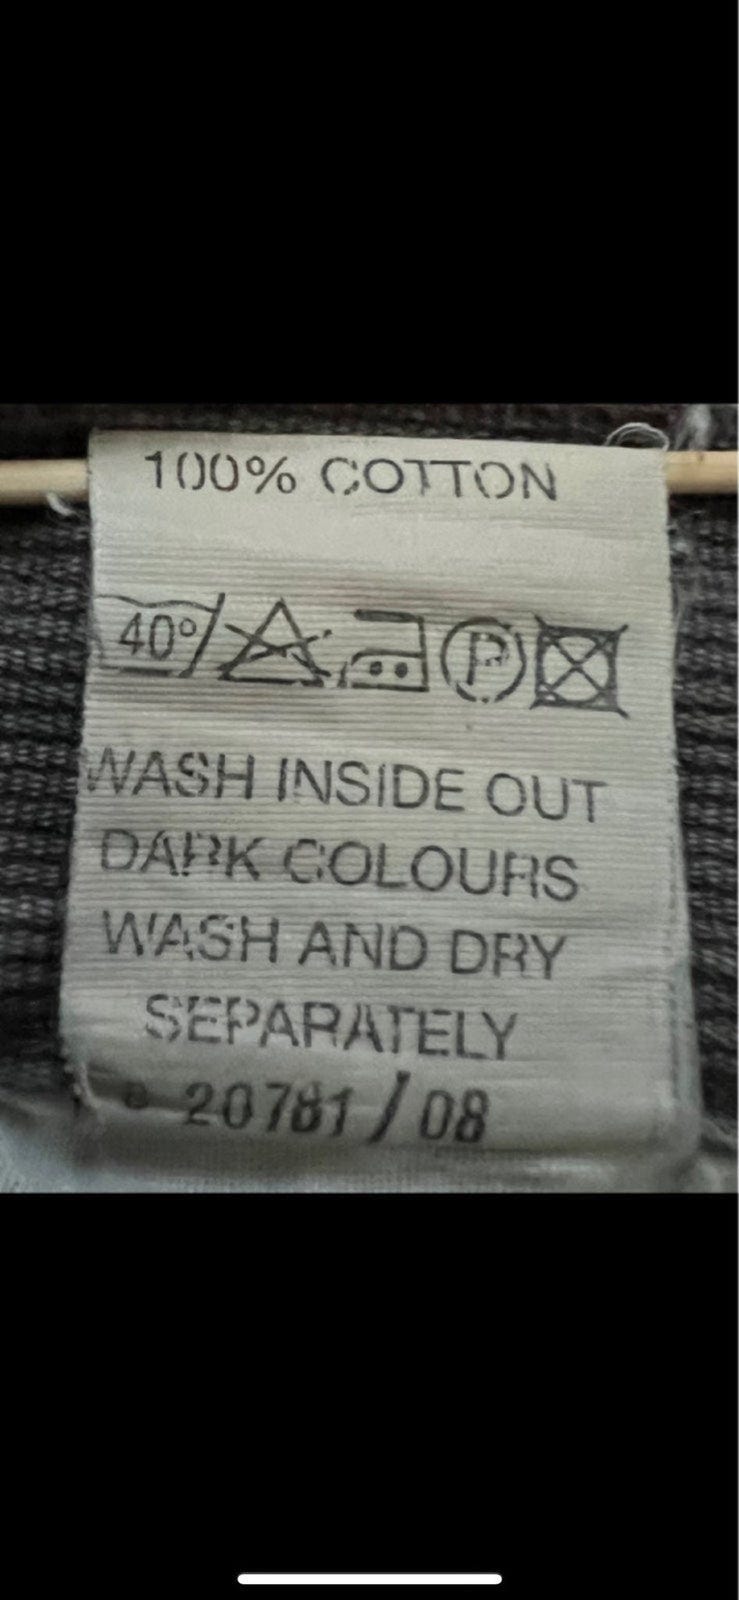 100% COTTON
40° P
WASH INSIDE OUT
DARK COLOURS
WASH AND DRY
SEPARATELY
20781 / 08